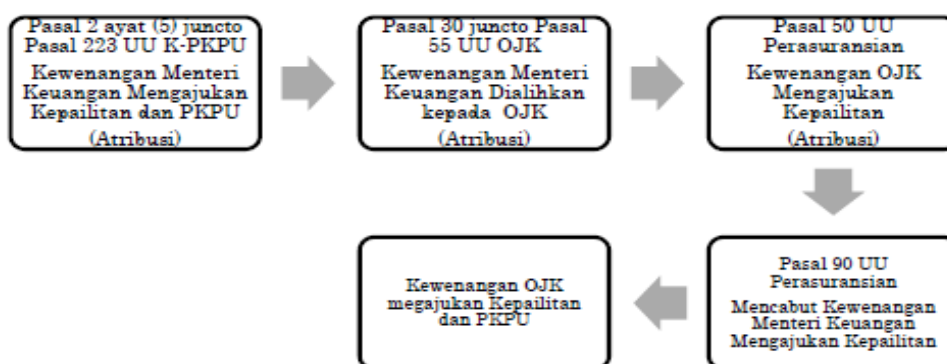 Pasal 2 ayat (5) juncto
Pasal 223 UU K-PKPU
Kewenangan Menteri
Keuangan Mengajukan
Kepailitan dan PKPU
(Atribusi)
Pasal 30 juncto Pasal
55 UU OJK
Kewenangan Menteri
Keuangan Dialihkan
kepada OJK
(Atribusi)
Pasal 50 UU
Perasuransian
Kewenangan OJK
Mengajukan
Kepailitan
(Atribusi)
Pasal 90 UU
Perasuransian
Mencabut Kewenangan
Menteri Keuangan
Mengajukan Kepailitan
Kewenangan OJK
megajukan Kepailitan
dan PKPU